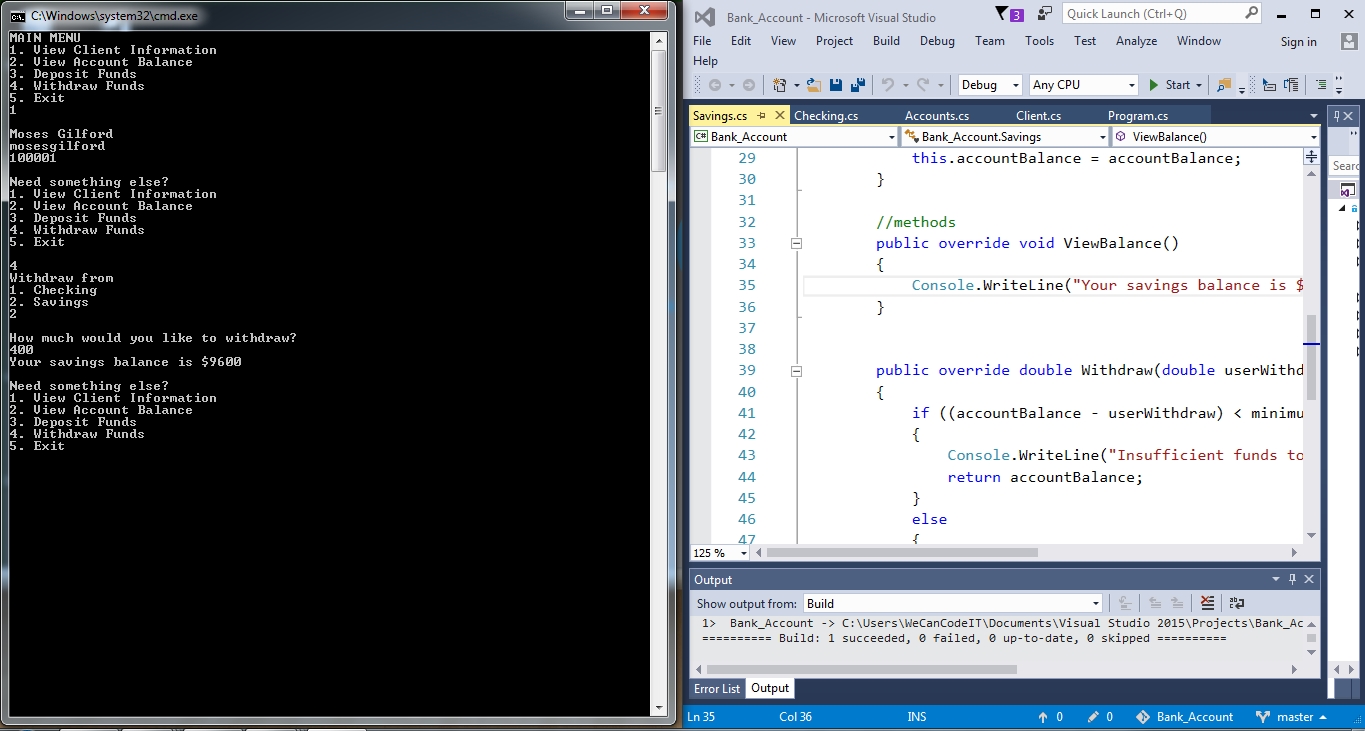 C:\Windows\system32\cmd.exe
MAIN MENU
1. View Client Information
2. View Account Balance
3. Deposit Funds
4. Withdraw Funds
5. Exit
1
Moses Gilford
mosesgilford
100001
Need something else?
1. View Client Information
2. View Account Balance
3. Deposit Funds
4. Withdraw Funds
5. Exit
4
Withdraw from
1. Checking
2. Savings
2
How much would you like to withdraw?
400
Your savings balance is $9600
Need something else?
1. View Client Information
2. View Account Balance
3. Deposit Funds
4. Withdraw Funds
5. Exit
Bank_Account - Microsoft Visual Studio
3
Quick Launch (Ctrl+Q)
File Edit View Project Build Debug Team Tools Test Analyze Window Sign in
Help
Debug Any CPU Start
Savings.cs Checking.cs Accounts.cs Client.cs Program.cs
C# Bank_Account Bank_Account.Savings ViewBalance()
Searc
29 this.accountBalance = accountBalance;
30 }
31
32 //methods
33 public override void ViewBalance()
34 {
35 Console.WriteLine("Your savings balance is $
36 }
37
38
39 public override double Withdraw(double userWithd
40 {
41 if ((accountBalance - userWithdraw) < minimu
42 {
43 Console.WriteLine("Insufficient funds to
44 return accountBalance;
45 }
46 else
47 {
125 %
Output
Show output from: Build
1> Bank_Account -> C:\Users\WeCanCodeIT\Documents\Visual Studio 2015\Projects\Bank_Ac
========== Build: 1 succeeded, 0 failed, 0 up-to-date, 0 skipped ==========
Error List Output
Ln 35 Col 36 INS 0 0 Bank_Account master